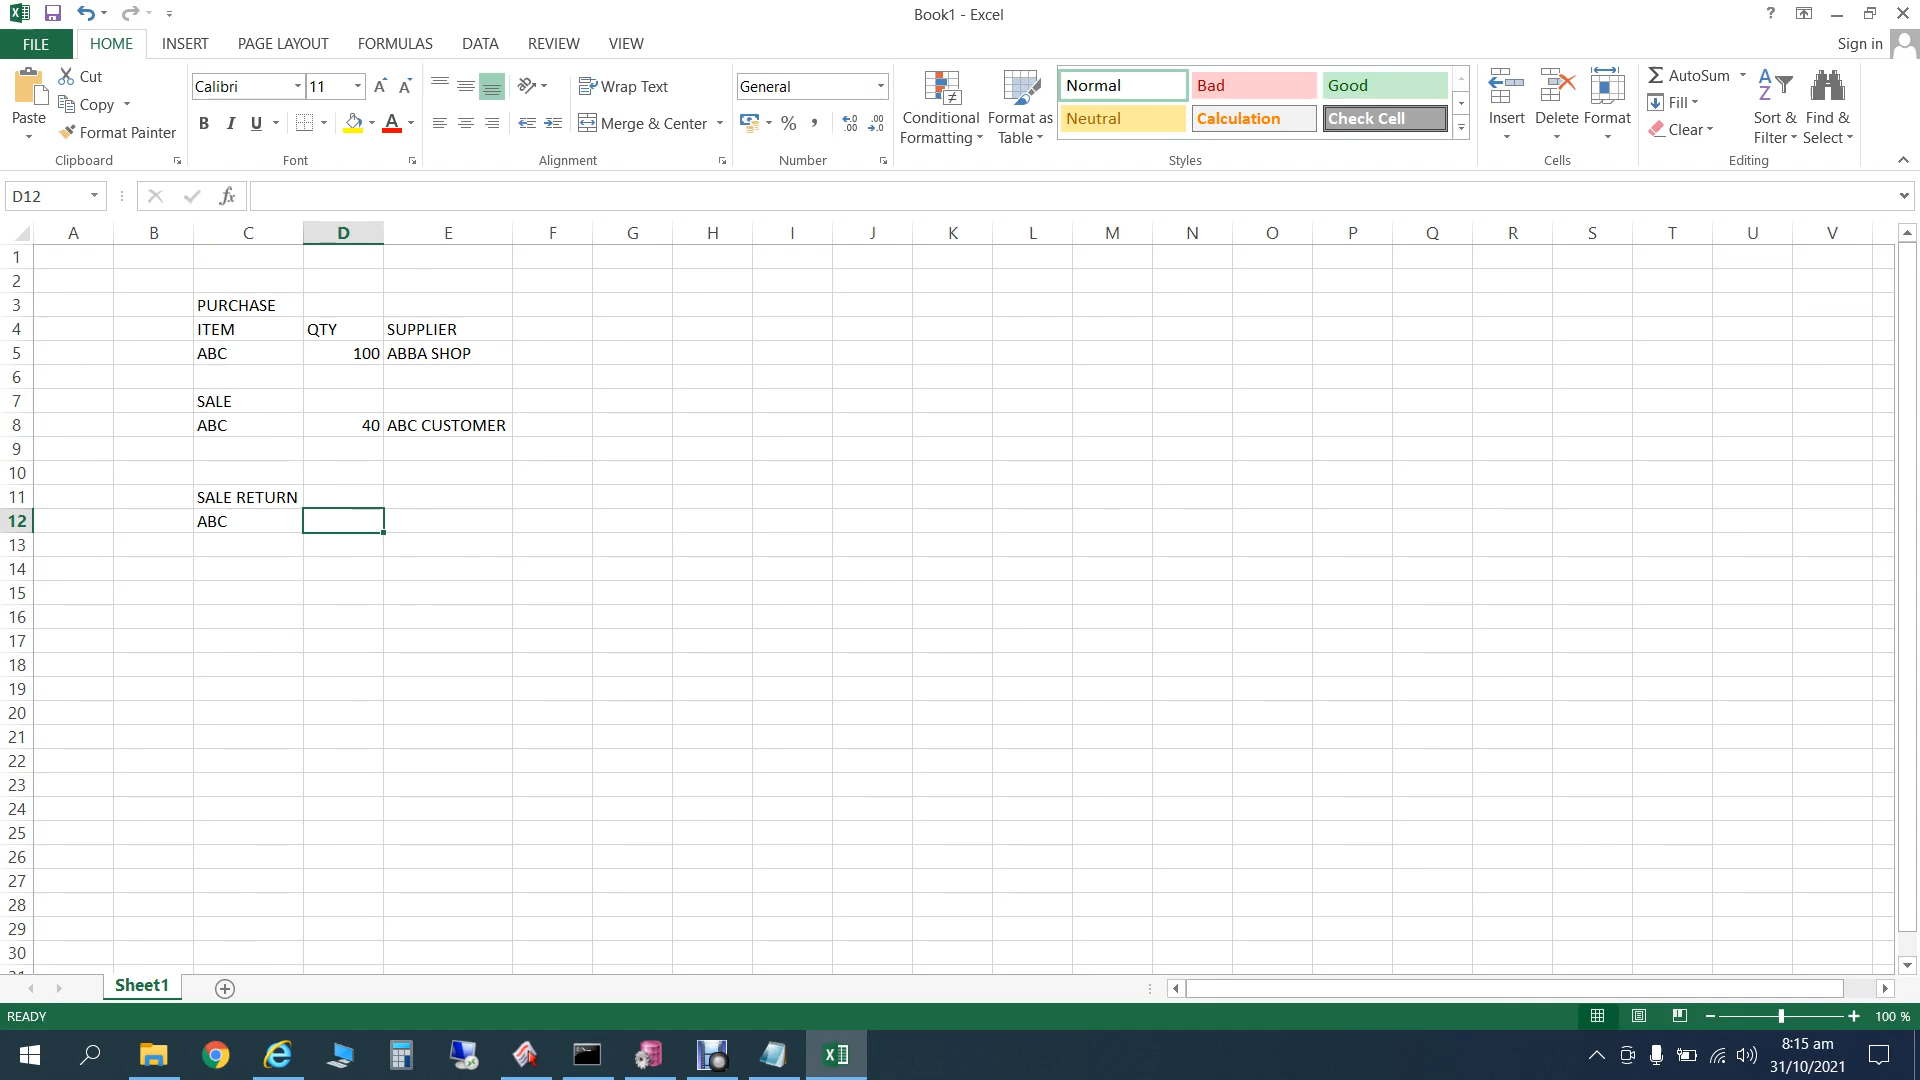 Book1 - Excel
?
FILE HOME INSERT PAGE LAYOUT FORMULAS DATA REVIEW VIEW Sign in
Paste
Cut
Copy
Format Painter
Clipboard
Calibri 11
B I U
Font
Wrap Text
Merge & Center
Alignment
General
%
Number
Conditional Formatting
Format as Table
Normal Bad Good
Neutral Calculation Check Cell
Styles
Insert Delete Format
Cells
AutoSum
Fill
Clear
Sort & Filter
Find & Select
Editing
D12 fx
A B C D E F G H I J K L M N O P Q R S T U V
1
2
3 PURCHASE
4 ITEM QTY SUPPLIER
5 ABC 100 ABBA SHOP
6
7 SALE
8 ABC 40 ABC CUSTOMER
9
10
11 SALE RETURN
12 ABC
13
14
15
16
17
18
19
20
21
22
23
24
25
26
27
28
29
30
Sheet1
READY 100 %
8:15 am
31/10/2021